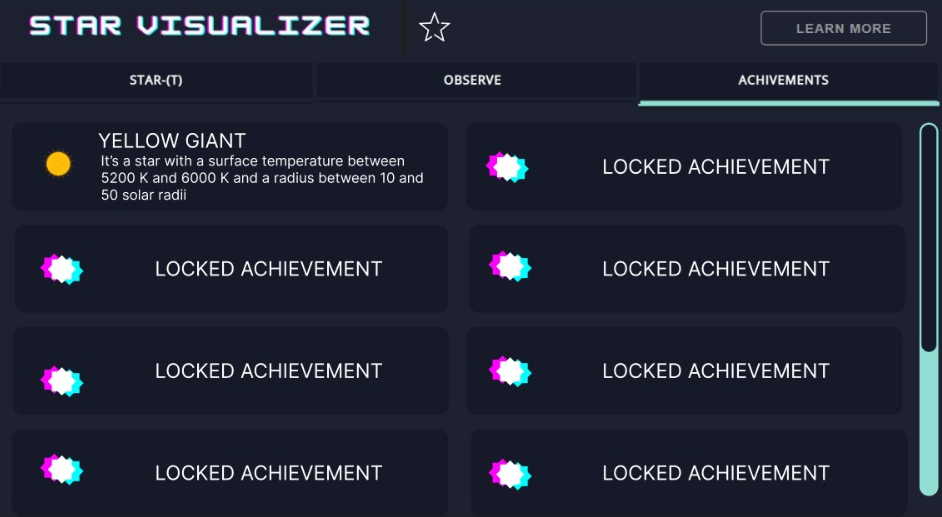 STAR VISUALIZER
LEARN MORE
STAR-(T)
OBSERVE
ACHIVEMENTS
YELLOW GIANT
It's a star with a surface temperature between
5200 K and 6000 K and a radius between 10 and
50 solar radii
LOCKED ACHIEVEMENT
LOCKED ACHIEVEMENT
LOCKED ACHIEVEMENT
LOCKED ACHIEVEMENT
LOCKED ACHIEVEMENT
LOCKED ACHIEVEMENT
LOCKED ACHIEVEMENT